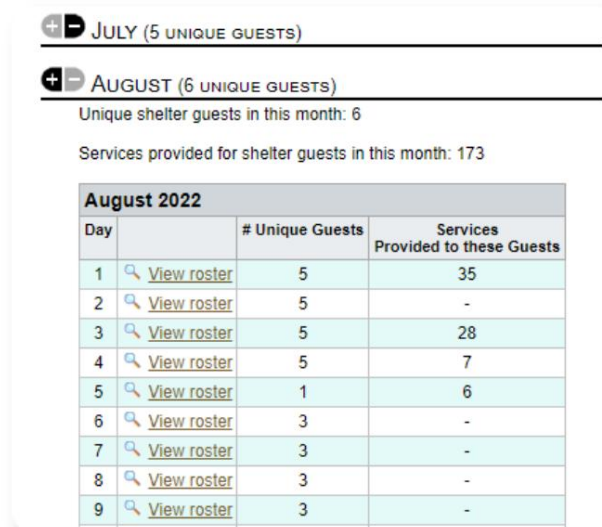 JULY (5 UNIQUE GUESTS)
AUGUST (6 UNIQUE GUESTS)
Unique shelter guests in this month: 6
Services provided for shelter guests in this month: 173
August 2022
Day # Unique Guests Services Provided to these Guests
1 View roster 5 35
2 View roster 5 -
3 View roster 5 28
4 View roster 5 7
5 View roster 1 6
6 View roster 3 -
7 View roster 3 -
8 View roster 3 -
9 View roster 3 -